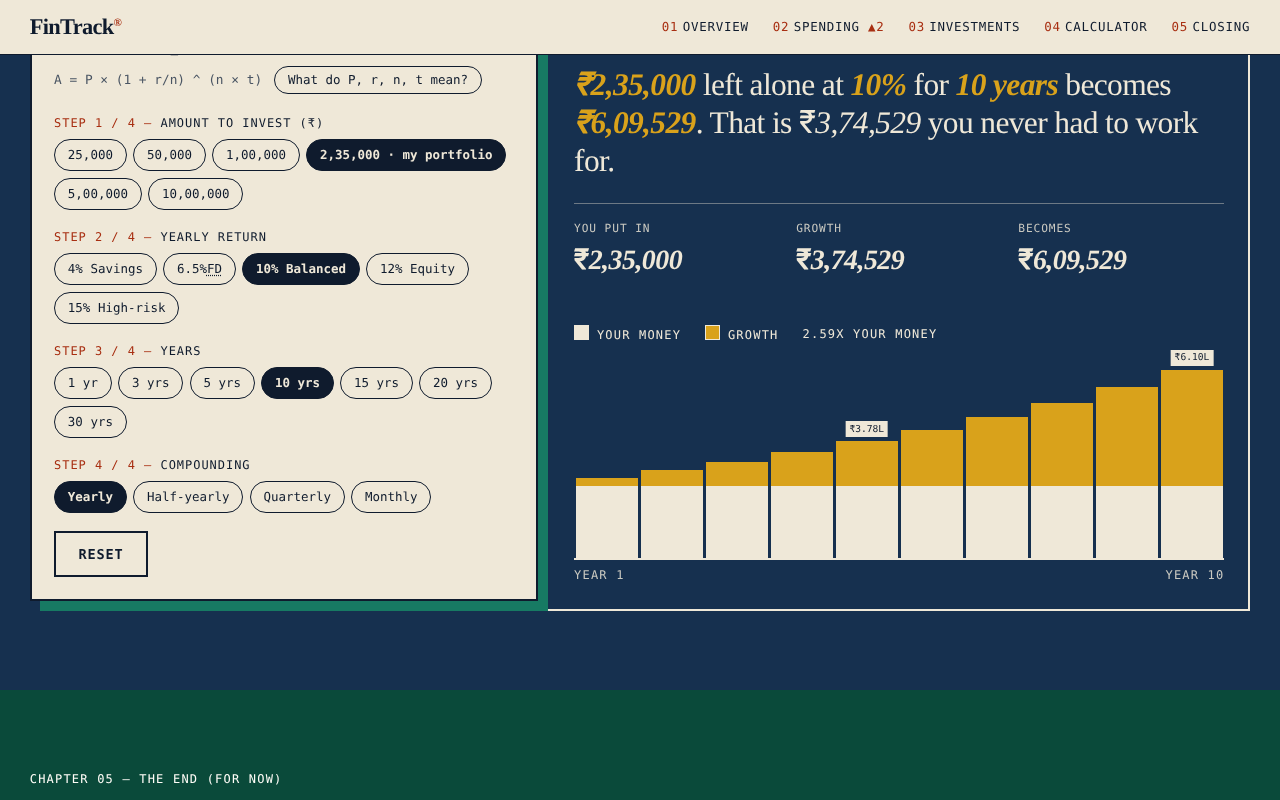 FinTrack®
01 OVERVIEW 02 SPENDING ▲2 03 INVESTMENTS 04 CALCULATOR 05 CLOSING
A = P × (1 + r/n) ^ (n × t) What do P, r, n, t mean?
STEP 1 / 4 — AMOUNT TO INVEST (₹)
25,000 50,000 1,00,000 2,35,000 · my portfolio
5,00,000 10,00,000
STEP 2 / 4 — YEARLY RETURN
4% Savings 6.5%FD 10% Balanced 12% Equity
15% High-risk
STEP 3 / 4 — YEARS
1 yr 3 yrs 5 yrs 10 yrs 15 yrs 20 yrs
30 yrs
STEP 4 / 4 — COMPOUNDING
Yearly Half-yearly Quarterly Monthly
RESET
₹2,35,000 left alone at 10% for 10 years becomes
₹6,09,529. That is ₹3,74,529 you never had to work
for.
YOU PUT IN GROWTH BECOMES
₹2,35,000 ₹3,74,529 ₹6,09,529
YOUR MONEY GROWTH 2.59X YOUR MONEY
₹6.10L
₹3.78L
YEAR 1 YEAR 10
CHAPTER 05 — THE END (FOR NOW)